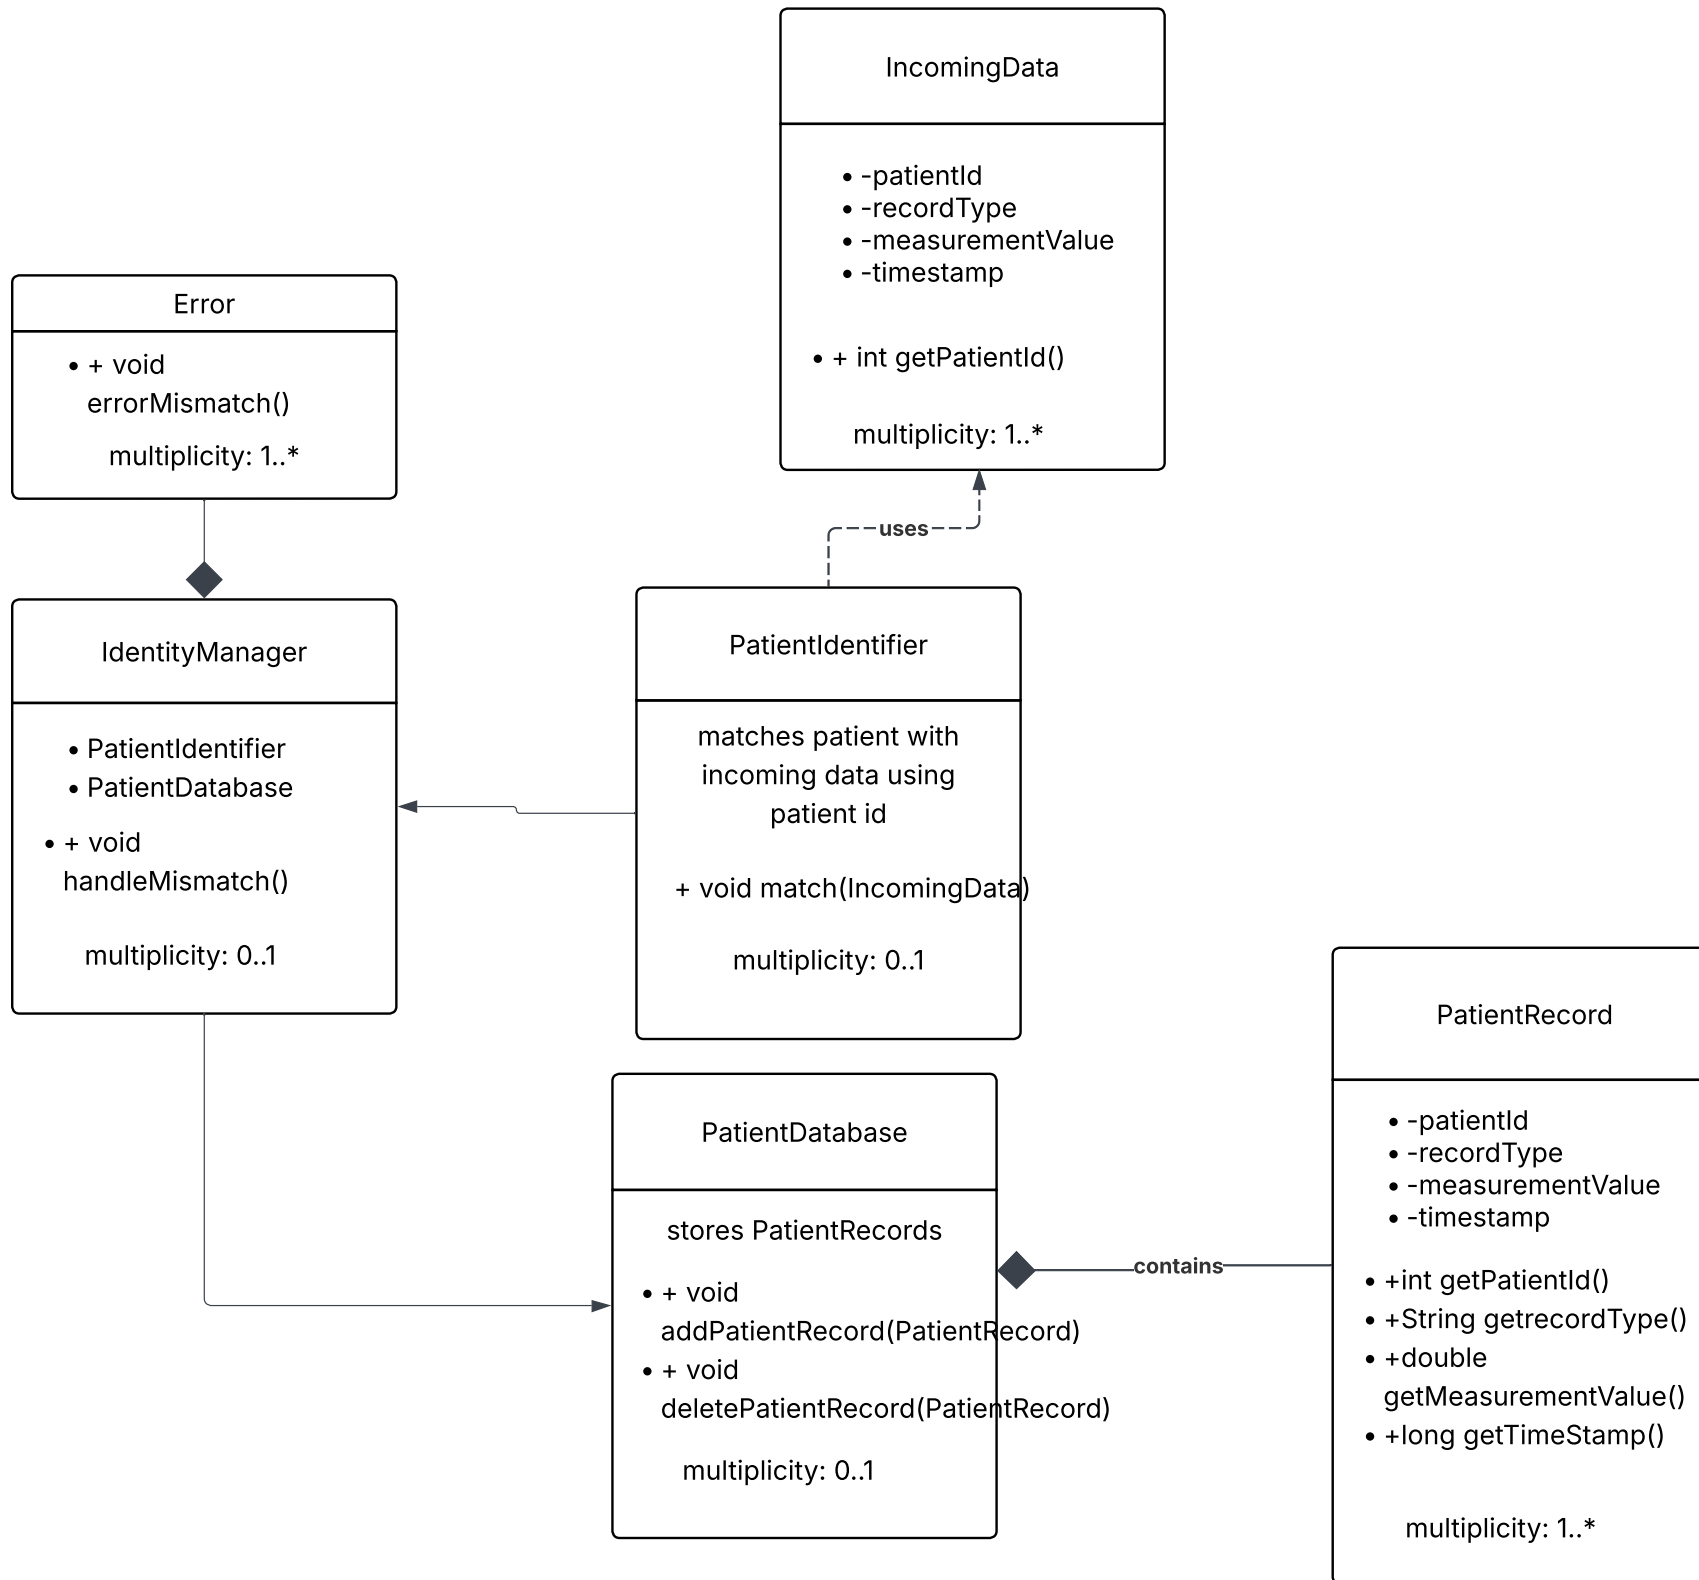 IncomingData
• -patientId
• -recordType
• -measurementValue
• -timestamp
• + int getPatientId()
multiplicity: 1..*
Error
• + void
errorMismatch()
multiplicity: 1..*
uses
IdentityManager
• PatientIdentifier
• PatientDatabase
• + void
handleMismatch()
multiplicity: 0..1
PatientIdentifier
matches patient with
incoming data using
patient id
+ void match(IncomingData)
multiplicity: 0..1
PatientDatabase
stores PatientRecords
• + void
addPatientRecord(PatientRecord)
• + void
deletePatientRecord(PatientRecord)
multiplicity: 0..1
contains
PatientRecord
• -patientId
• -recordType
• -measurementValue
• -timestamp
• +int getPatientId()
• +String getrecordType()
• +double
getMeasurementValue()
• +long getTimeStamp()
multiplicity: 1..*